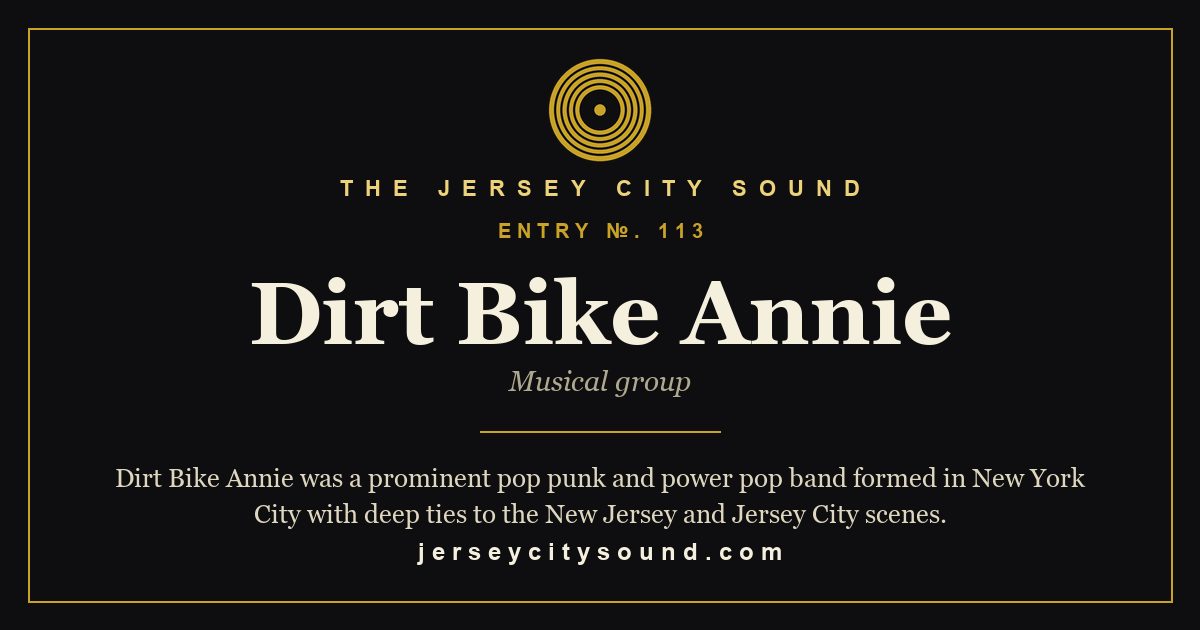 THE JERSEY CITY SOUND
ENTRY №. 113
Dirt Bike Annie
Musical group
Dirt Bike Annie was a prominent pop punk and power pop band formed in New York
City with deep ties to the New Jersey and Jersey City scenes.
jerseycitysound.com